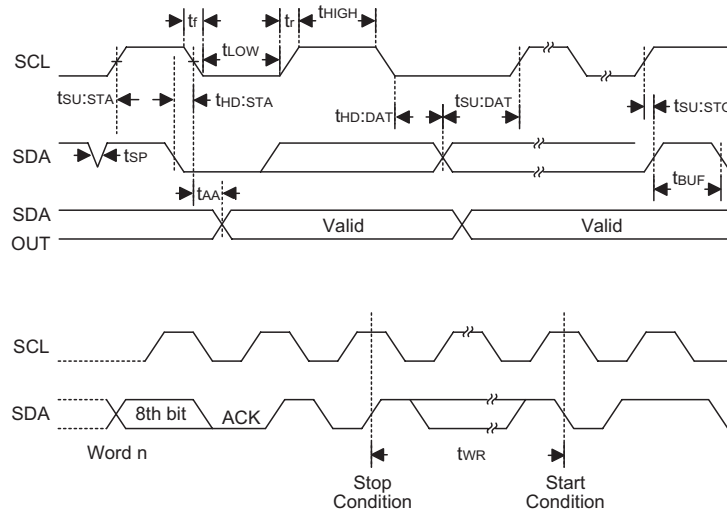 tf
tr
tHIGH
SCL
tLOW
tSU:STA
tHD:STA
tHD:DAT
tSU:DAT
tSU:STO
SDA
tSP
tBUF
tAA
SDA
OUT
Valid
Valid
SCL
SDA
8th bit
ACK
Word n
tWR
Stop
Condition
Start
Condition